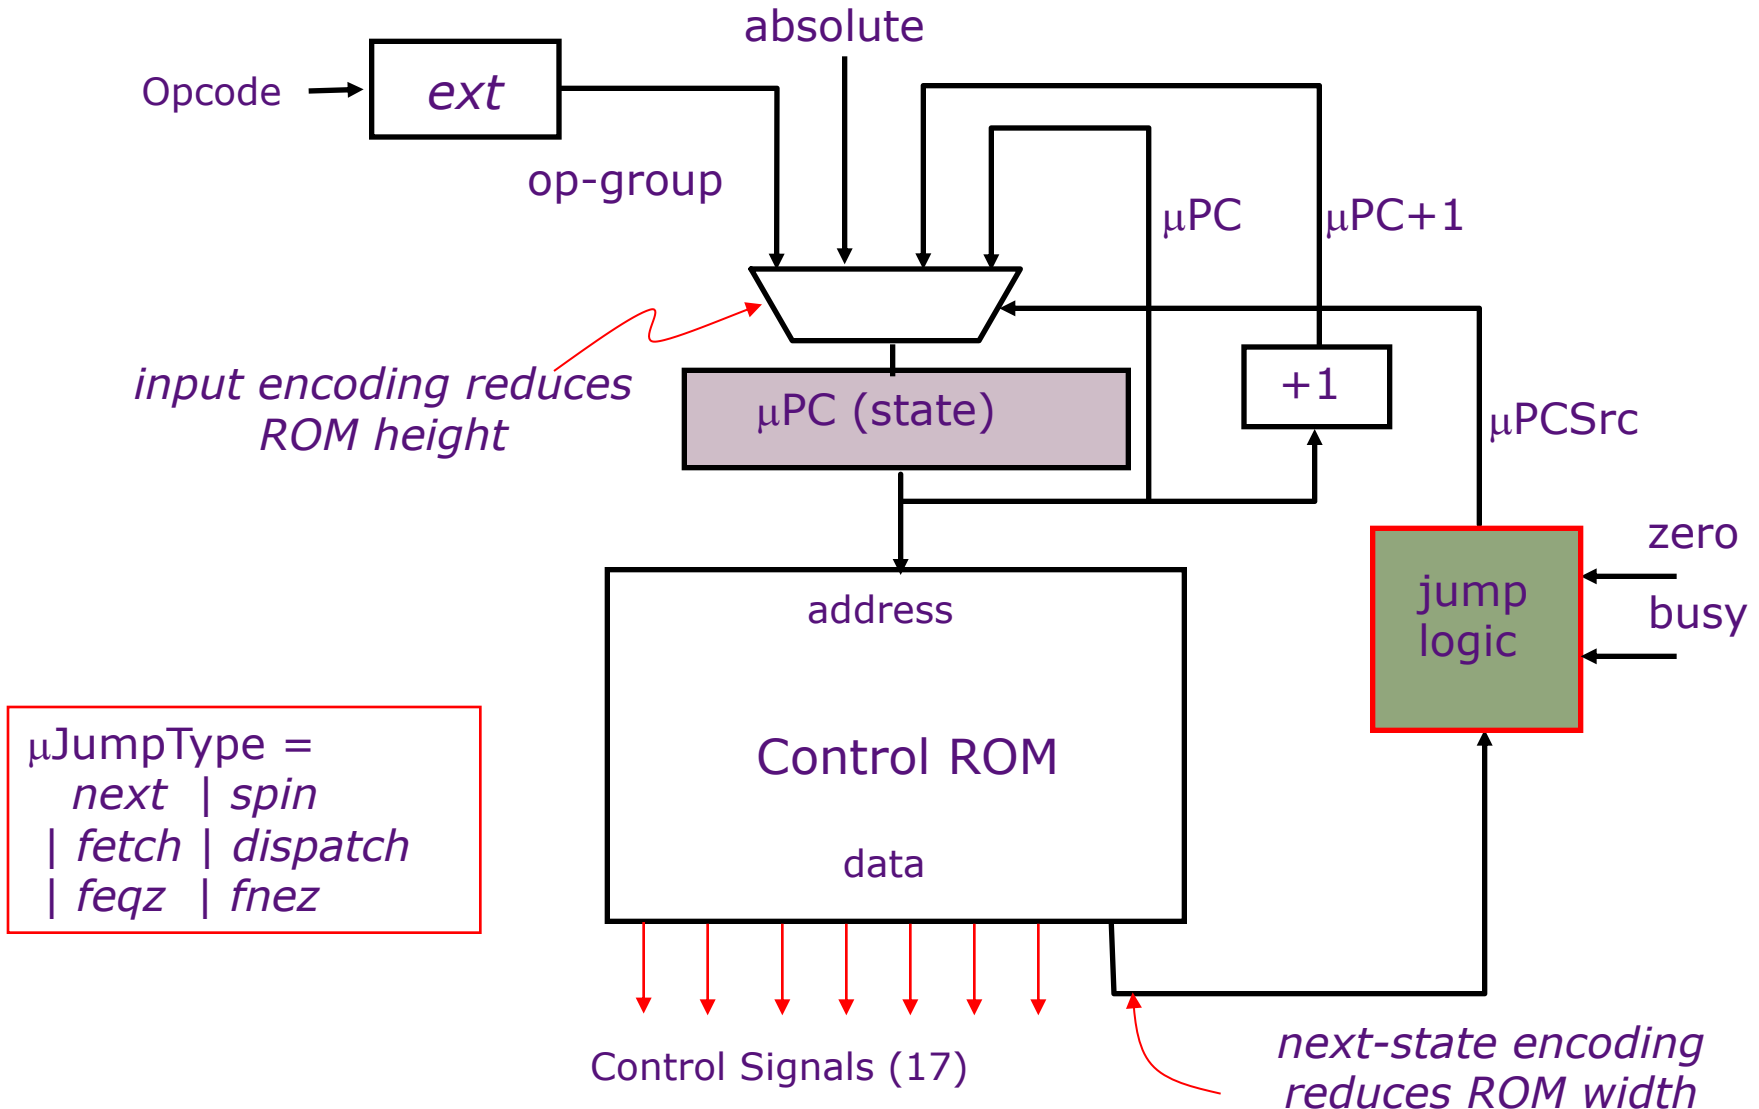 absolute
Opcode
ext
op-group
μPC
μPC+1
input encoding reduces
ROM height
μPC (state)
+1
μPCSrc
zero
busy
jump
logic
address
Control ROM
data
μJumpType =
next | spin
| fetch | dispatch
| feqz | fnez
Control Signals (17)
next-state encoding
reduces ROM width